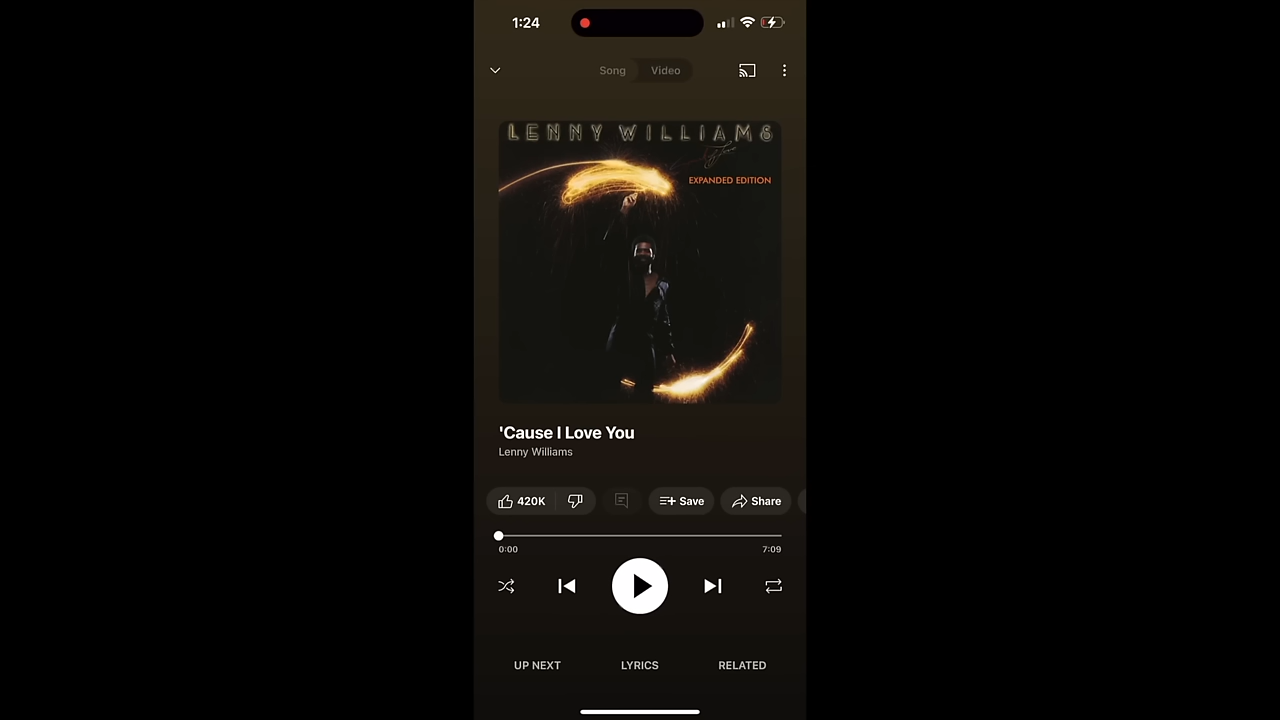 1:24
Song Video
LENNY WILLIAMS
EXPANDED EDITION
'Cause I Love You
Lenny Williams
420K Save Share
0:00 7:09
UP NEXT LYRICS RELATED